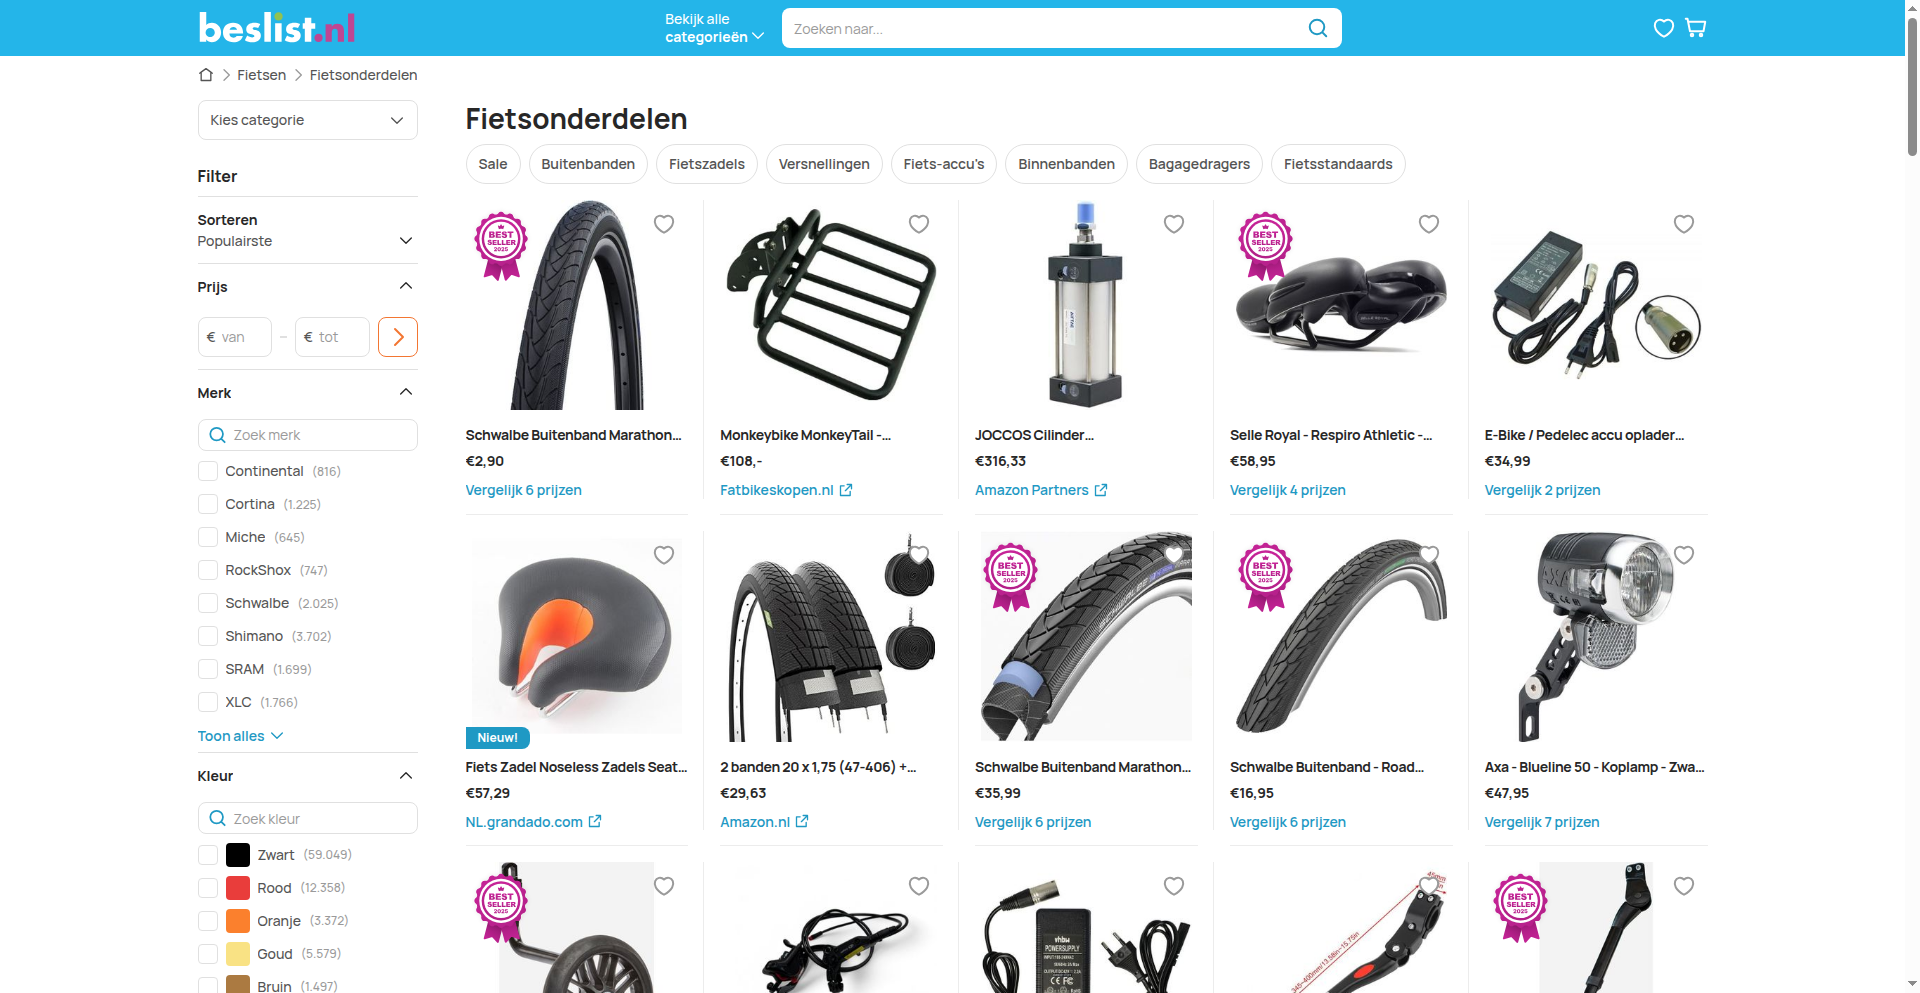 beslist.nl
Bekijk alle
categorieën
Zoeken naar...
Fietsen
Fietsonderdelen
Kies categorie
Filter
Sorteren
Populairste
Prijs
€ van – € tot
Merk
Zoek merk
Continental (816)
Cortina (1.225)
Miche (645)
RockShox (747)
Schwalbe (2.025)
Shimano (3.702)
SRAM (1.699)
XLC (1.766)
Toon alles
Kleur
Zoek kleur
Zwart (59.049)
Rood (12.358)
Oranje (3.372)
Goud (5.579)
Bruin (1.497)
Fietsonderdelen
Sale
Buitenbanden
Fietszadels
Versnellingen
Fiets-accu's
Binnenbanden
Bagagedragers
Fietsstandaards
BEST
SELLER
2025
Schwalbe Buitenband Marathon...
€2,90
Vergelijk 6 prijzen
Monkeybike MonkeyTail -...
€108,-
Fatbikeskopen.nl
JOCCOS Cilinder...
€316,33
Amazon Partners
BEST
SELLER
2025
Selle Royal - Respiro Athletic -...
€58,95
Vergelijk 4 prijzen
E-Bike / Pedelec accu oplader...
€34,99
Vergelijk 2 prijzen
Nieuw!
Fiets Zadel Noseless Zadels Seat...
€57,29
NL.grandado.com
2 banden 20 x 1,75 (47-406) +...
€29,63
Amazon.nl
BEST
SELLER
2025
Schwalbe Buitenband Marathon...
€35,99
Vergelijk 6 prijzen
BEST
SELLER
2025
Schwalbe Buitenband - Road...
€16,95
Vergelijk 6 prijzen
Axa - Blueline 50 - Koplamp - Zwa...
€47,95
Vergelijk 7 prijzen
BEST
SELLER
2025
vhbw
POWERSUPPLY
345~400mm/13.58in~15.75in
45mm
BEST
SELLER
2025